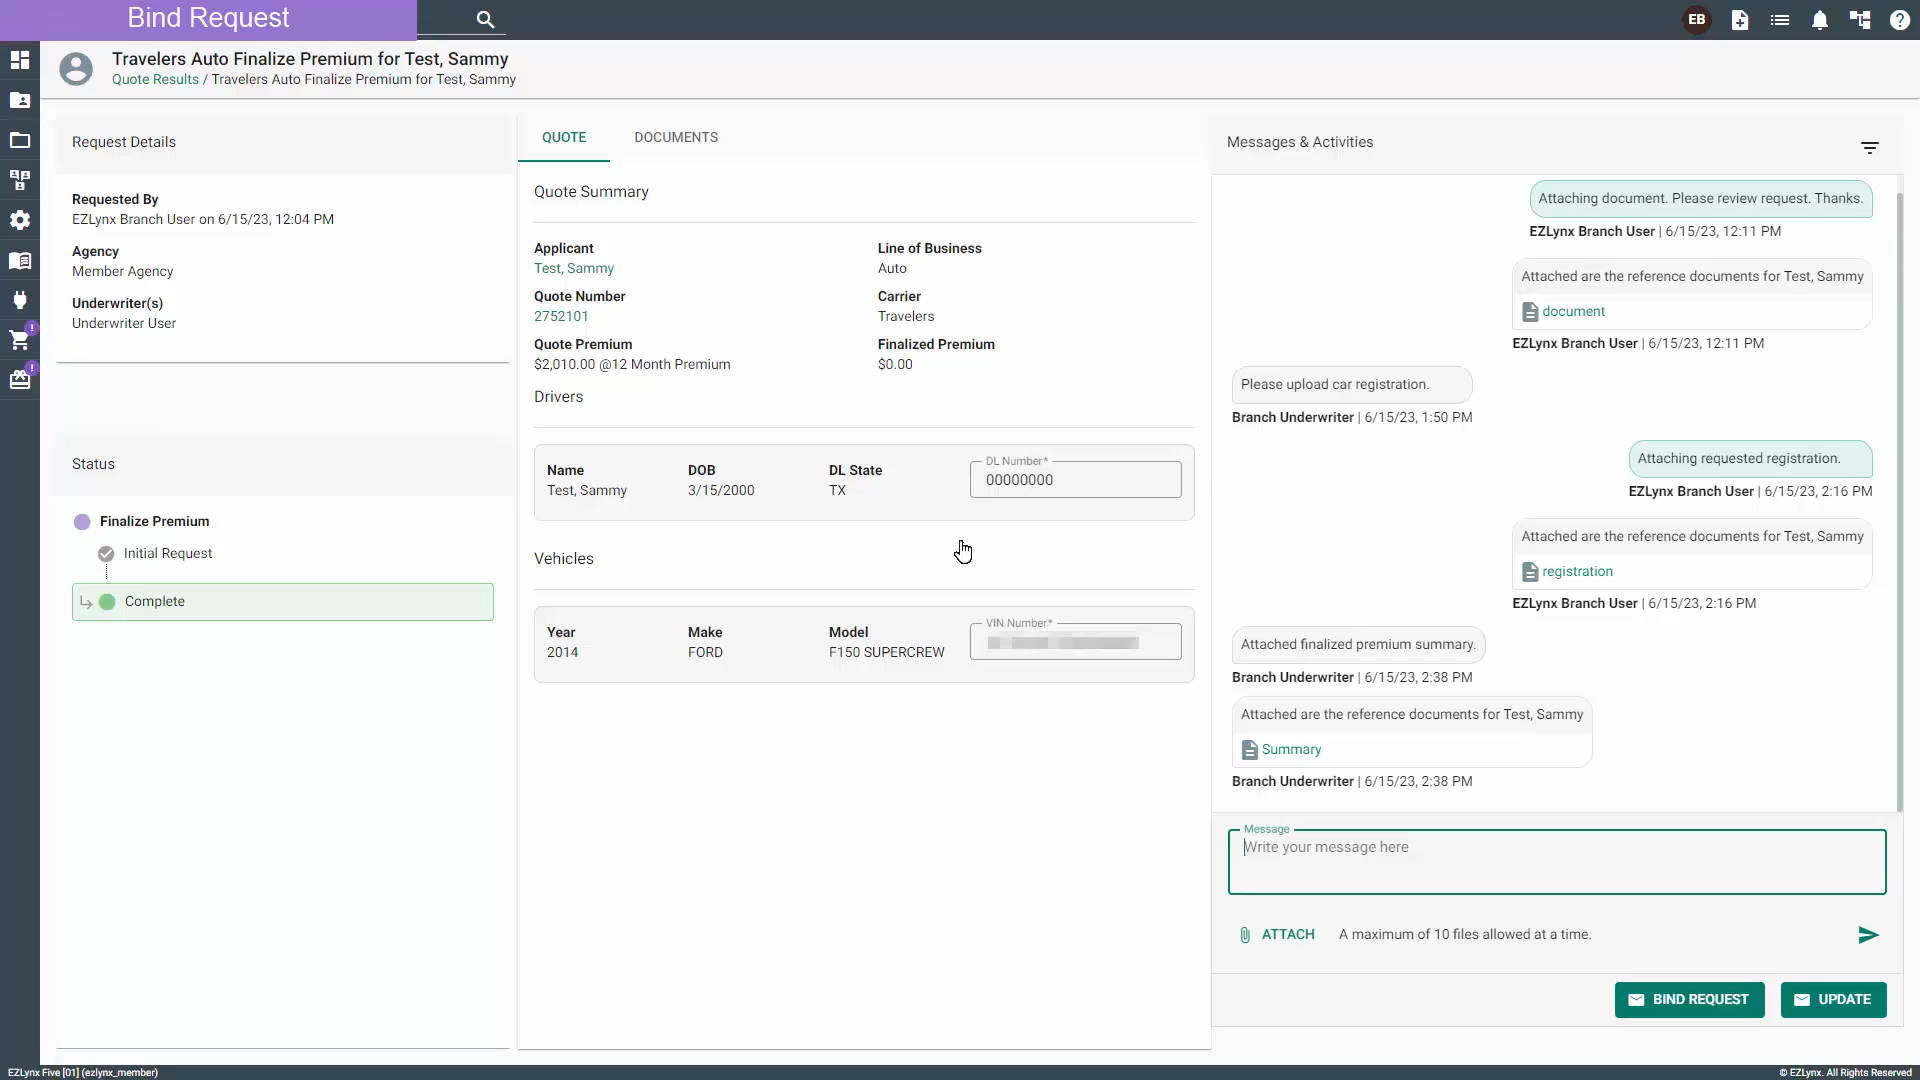 Bind Request
EB
Travelers Auto Finalize Premium for Test, Sammy
Quote Results / Travelers Auto Finalize Premium for Test, Sammy
Request Details
Requested By
EZLynx Branch User on 6/15/23, 12:04 PM
Agency
Member Agency
Underwriter(s)
Underwriter User
Status
Finalize Premium
Initial Request
Complete
QUOTE
DOCUMENTS
Quote Summary
Applicant
Test, Sammy
Line of Business
Auto
Quote Number
2752101
Carrier
Travelers
Quote Premium
$2,010.00 @12 Month Premium
Finalized Premium
$0.00
Drivers
Name
Test, Sammy
DOB
3/15/2000
DL State
TX
DL Number*
00000000
Vehicles
Year
2014
Make
FORD
Model
F150 SUPERCREW
VIN Number*
Messages & Activities
Attaching document. Please review request. Thanks.
EZLynx Branch User | 6/15/23, 12:11 PM
Attached are the reference documents for Test, Sammy
document
EZLynx Branch User | 6/15/23, 12:11 PM
Please upload car registration.
Branch Underwriter | 6/15/23, 1:50 PM
Attaching requested registration.
EZLynx Branch User | 6/15/23, 2:16 PM
Attached are the reference documents for Test, Sammy
registration
EZLynx Branch User | 6/15/23, 2:16 PM
Attached finalized premium summary.
Branch Underwriter | 6/15/23, 2:38 PM
Attached are the reference documents for Test, Sammy
Summary
Branch Underwriter | 6/15/23, 2:38 PM
Message
Write your message here
ATTACH
A maximum of 10 files allowed at a time.
BIND REQUEST
UPDATE
EZLynx Five [01] (ezlynx_member)
© EZLynx. All Rights Reserved